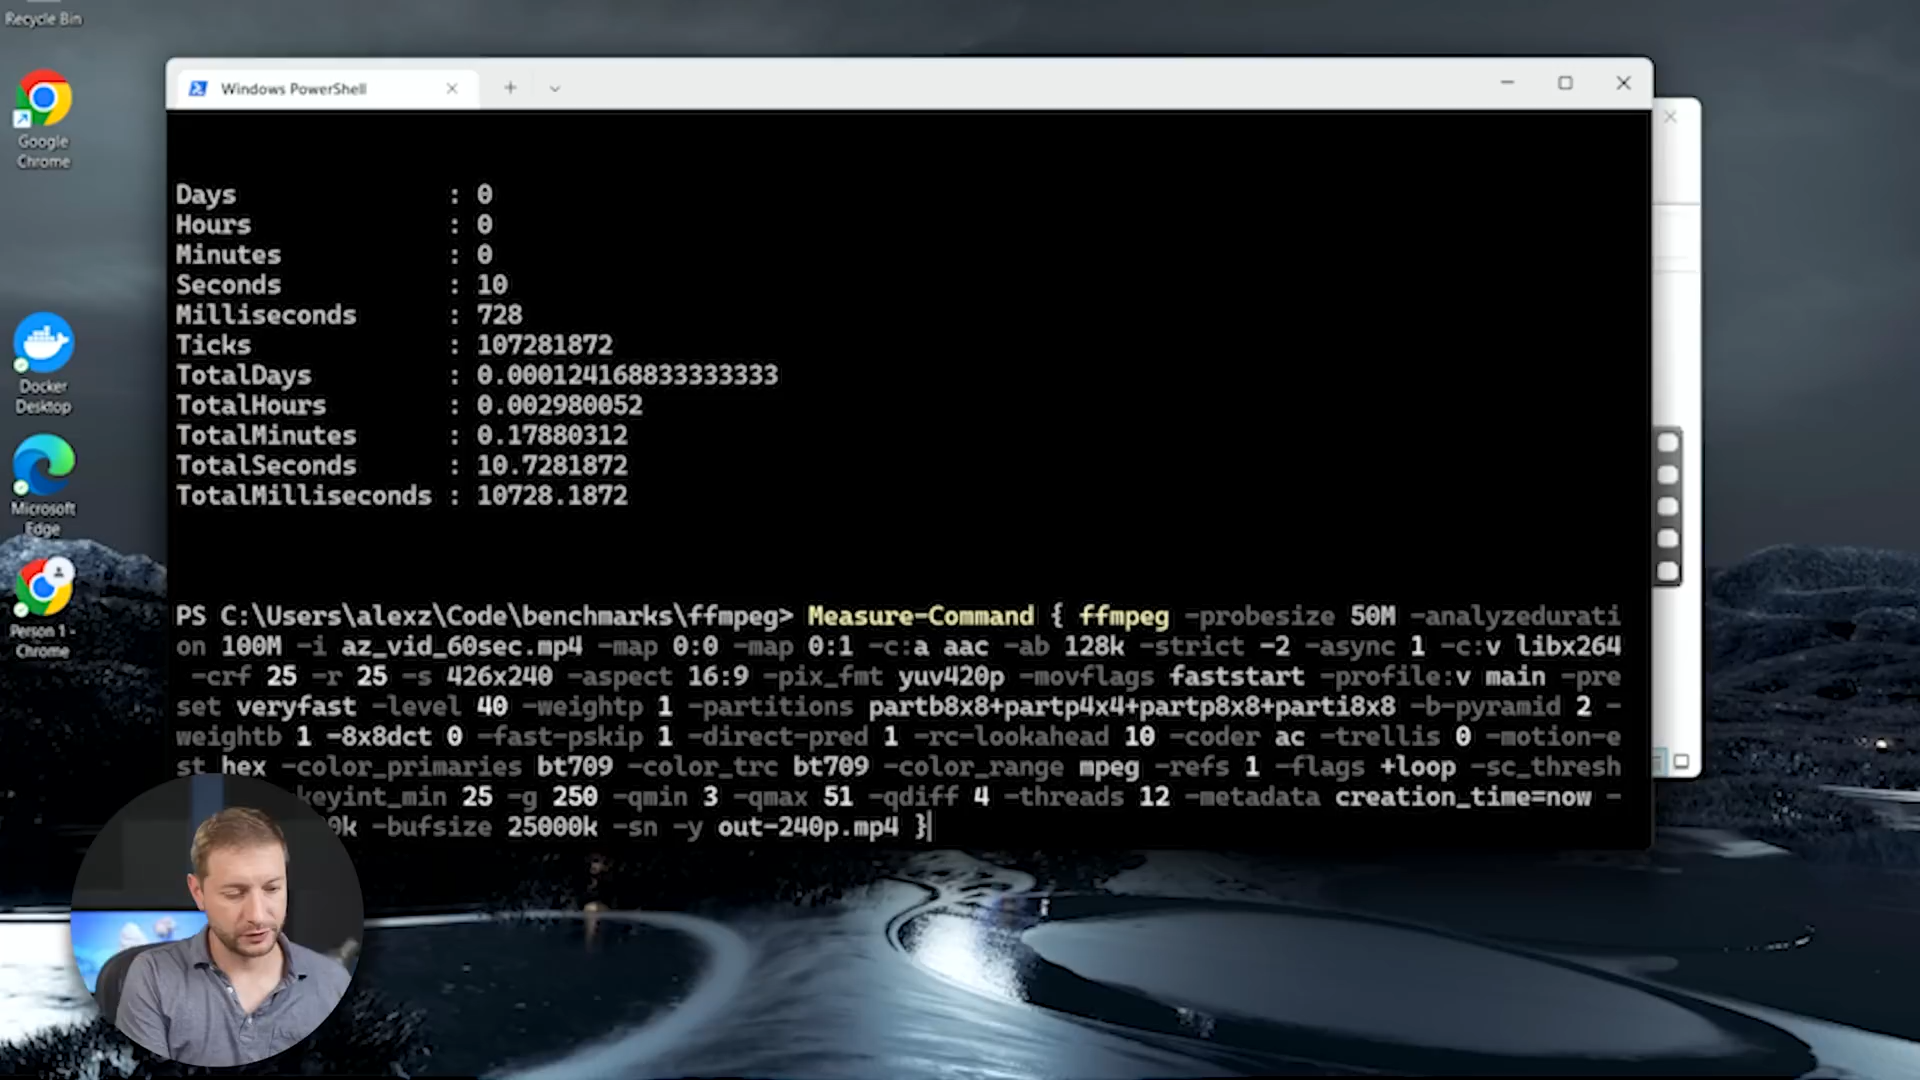 Recycle Bin
Google
Chrome
Docker
Desktop
Microsoft
Edge
Person 1 -
Chrome
Windows PowerShell
Days : 0
Hours : 0
Minutes : 0
Seconds : 10
Milliseconds : 728
Ticks : 107281872
TotalDays : 0.000124168833333333
TotalHours : 0.002980052
TotalMinutes : 0.17880312
TotalSeconds : 10.7281872
TotalMilliseconds : 10728.1872
PS C:\Users\alexz\Code\benchmarks\ffmpeg> Measure-Command { ffmpeg -probesize 50M -analyzedurati
on 100M -i az_vid_60sec.mp4 -map 0:0 -map 0:1 -c:a aac -ab 128k -strict -2 -async 1 -c:v libx264
-crf 25 -r 25 -s 426x240 -aspect 16:9 -pix_fmt yuv420p -movflags faststart -profile:v main -pre
set veryfast -level 40 -weightp 1 -partitions partb8x8+partp4x4+partp8x8+parti8x8 -b-pyramid 2 -
weightb 1 -8x8dct 0 -fast-pskip 1 -direct-pred 1 -rc-lookahead 10 -coder ac -trellis 0 -motion-e
st hex -color_primaries bt709 -color_trc bt709 -color_range mpeg -refs 1 -flags +loop -sc_thresh
keyint_min 25 -g 250 -qmin 3 -qmax 51 -qdiff 4 -threads 12 -metadata creation_time=now -
0k -bufsize 25000k -sn -y out-240p.mp4 }